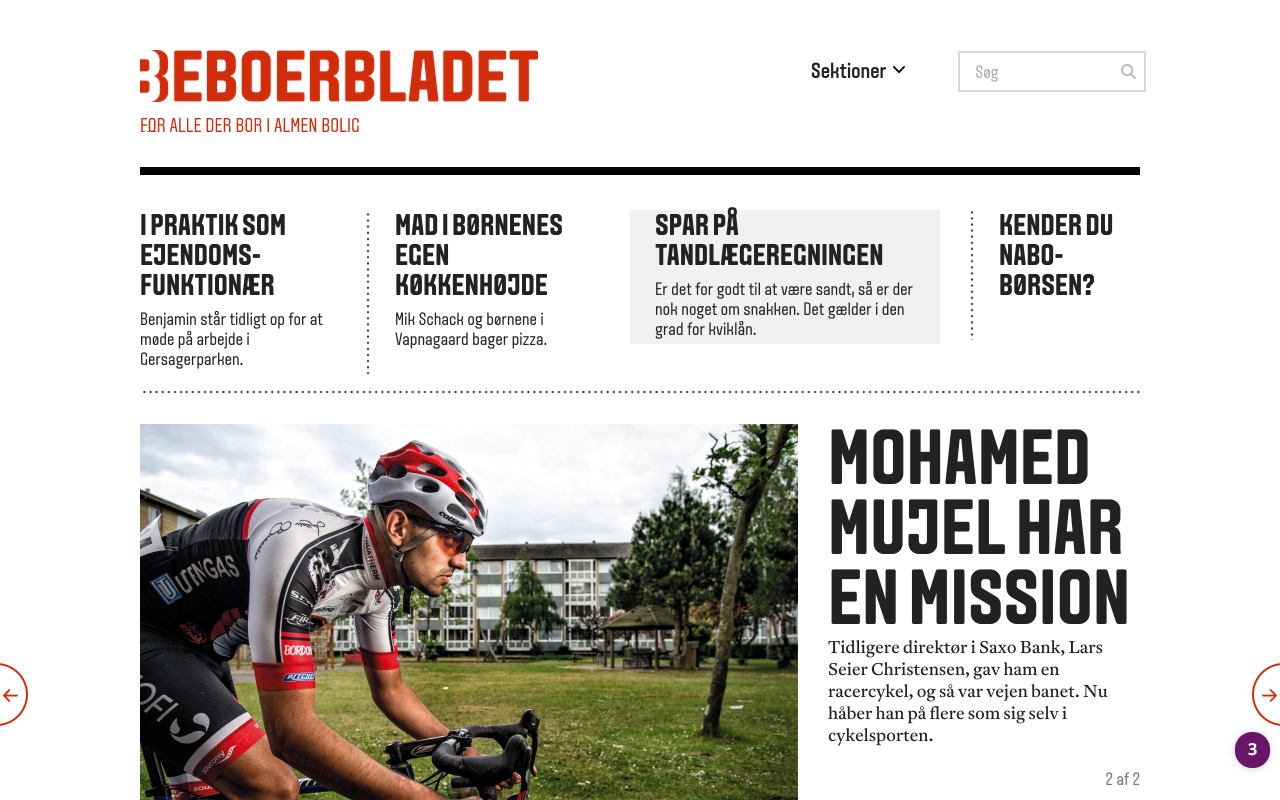 BEBOERBLADET
FOR ALLE DER BOR I ALMEN BOLIG
Sektioner
Søg
I PRAKTIK SOM
EJENDOMS-
FUNKTIONÆR
Benjamin står tidligt op for at
møde på arbejde i
Gersagerparken.
MAD I BØRNENES
EGEN
KØKKENHØJDE
Mik Schack og børnene i
Vapnagaard bager pizza.
SPAR PÅ
TANDLÆGEREGNINGEN
Er det for godt til at være sandt, så er der
nok noget om snakken. Det gælder i den
grad for kviklån.
KENDER DU
NABO-
BØRSEN?
UTENGAS
BORDO
saucony
MOHAMED
MUJEL HAR
EN MISSION
Tidligere direktør i Saxo Bank, Lars
Seier Christensen, gav ham en
racercykel, og så var vejen banet. Nu
håber han på flere som sig selv i
cykelsporten.
3
2 af 2